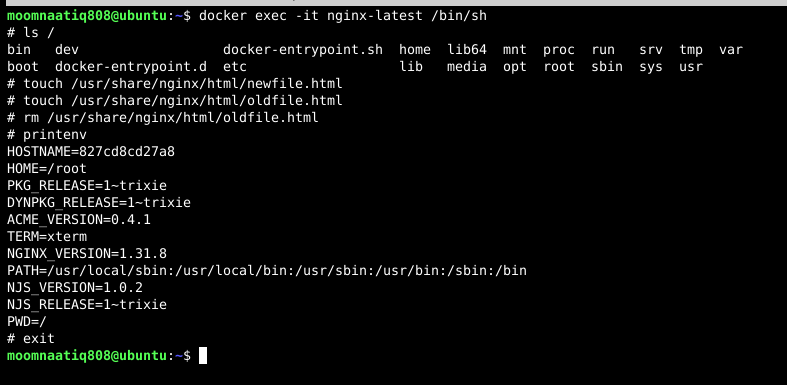 moomnaatiq808@ubuntu:~$ docker exec -it nginx-latest /bin/sh
# ls /
bin   dev                  docker-entrypoint.sh  home  lib64  mnt  proc  run   srv  tmp  var
boot  docker-entrypoint.d  etc                   lib   media  opt  root  sbin  sys  usr
# touch /usr/share/nginx/html/newfile.html
# touch /usr/share/nginx/html/oldfile.html
# rm /usr/share/nginx/html/oldfile.html
# printenv
HOSTNAME=827cd8cd27a8
HOME=/root
PKG_RELEASE=1~trixie
DYNPKG_RELEASE=1~trixie
ACME_VERSION=0.4.1
TERM=xterm
NGINX_VERSION=1.31.8
PATH=/usr/local/sbin:/usr/local/bin:/usr/sbin:/usr/bin:/sbin:/bin
NJS_VERSION=1.0.2
NJS_RELEASE=1~trixie
PWD=/
# exit
moomnaatiq808@ubuntu:~$